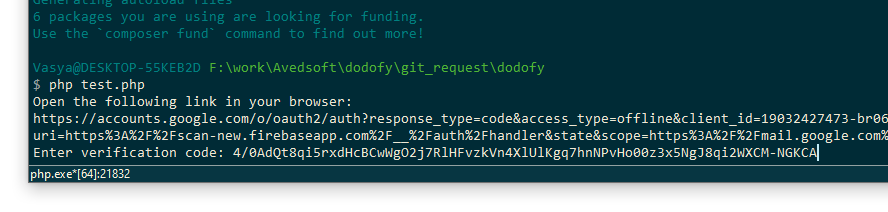 Generating autoload files
6 packages you are using are looking for funding.
Use the `composer fund` command to find out more!
Vasya@DESKTOP-55KEB2D F:\work\Avedsoft\dodofy\git_request\dodofy
$ php test.php
Open the following link in your browser:
https://accounts.google.com/o/oauth2/auth?response_type=code&access_type=offline&client_id=19032427473-br06
uri=https%3A%2F%2Fscan-new.firebaseapp.com%2F__%2Fauth%2Fhandler&state&scope=https%3A%2F%2Fmail.google.com%
Enter verification code: 4/0AdQt8qi5rxdHcBCwWgO2j7RlHFvzkVn4XlUlKgq7hnNPvHo00z3x5NgJ8qi2WXCM-NGKCA
php.exe*[64]:21832